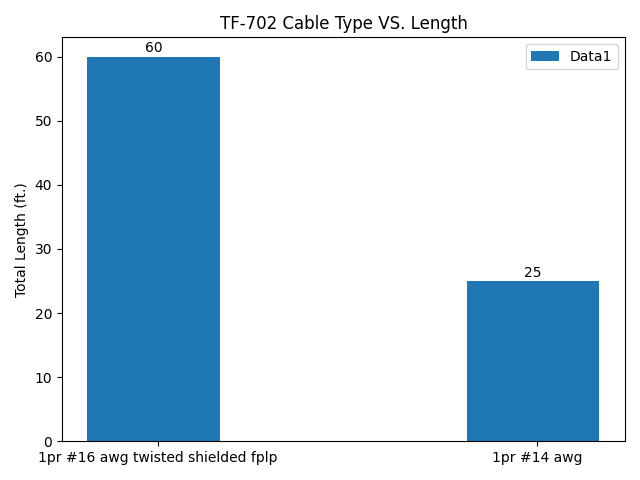 TF-702 Cable Type VS. Length
Data1
Total Length (ft.)
60
50
40
30
20
10
0
60
25
1pr #16 awg twisted shielded fplp
1pr #14 awg